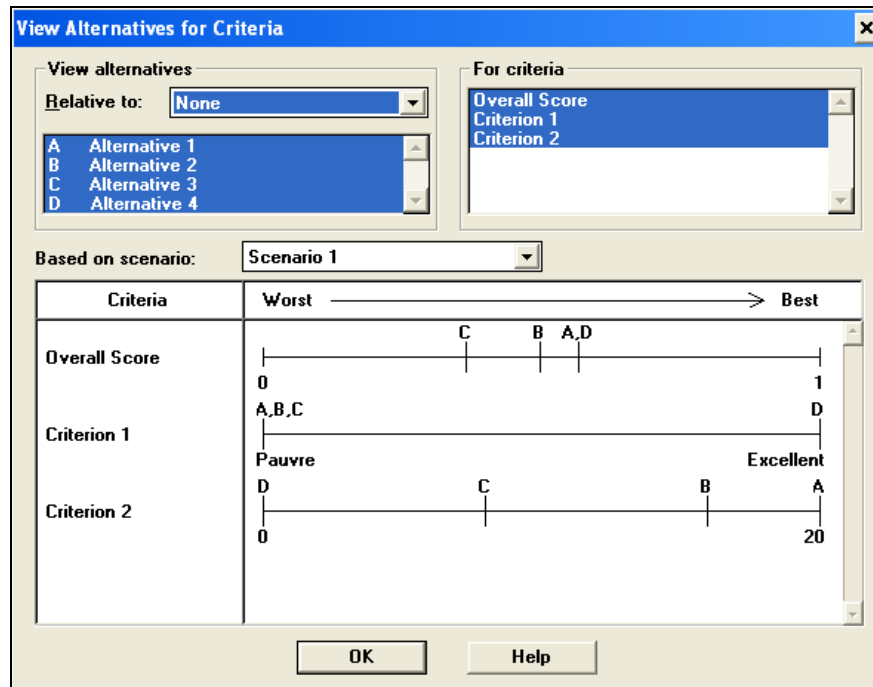 View Alternatives for Criteria
View alternatives
Relative to: None
A Alternative 1
B Alternative 2
C Alternative 3
D Alternative 4
For criteria
Overall Score
Criterion 1
Criterion 2
Based on scenario: Scenario 1
Criteria Worst Best
C B A,D
Overall Score
0 1
A,B,C D
Criterion 1
Pauvre Excellent
D C B A
Criterion 2
0 20
OK Help